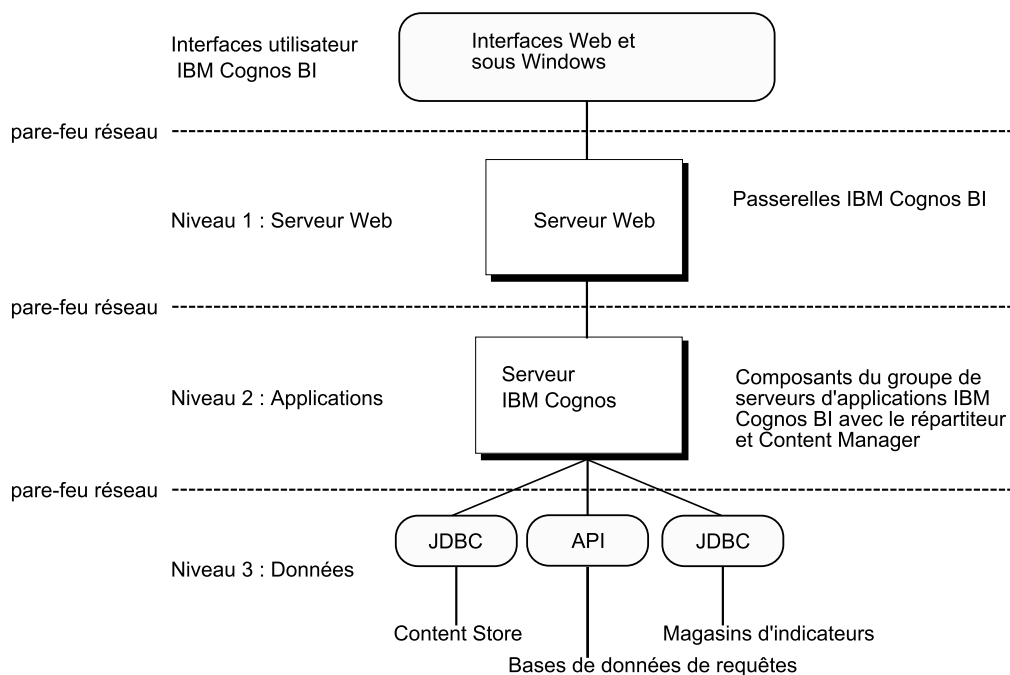 Interfaces utilisateur
IBM Cognos BI
Interfaces Web et
sous Windows
pare-feu réseau
Niveau 1 : Serveur Web
Serveur Web
Passerelles IBM Cognos BI
pare-feu réseau
Niveau 2 : Applications
Serveur
IBM Cognos
Composants du groupe de
serveurs d'applications IBM
Cognos BI avec le répartiteur
et Content Manager
pare-feu réseau
Niveau 3 : Données
JDBC
API
JDBC
Content Store
Magasins d'indicateurs
Bases de données de requêtes